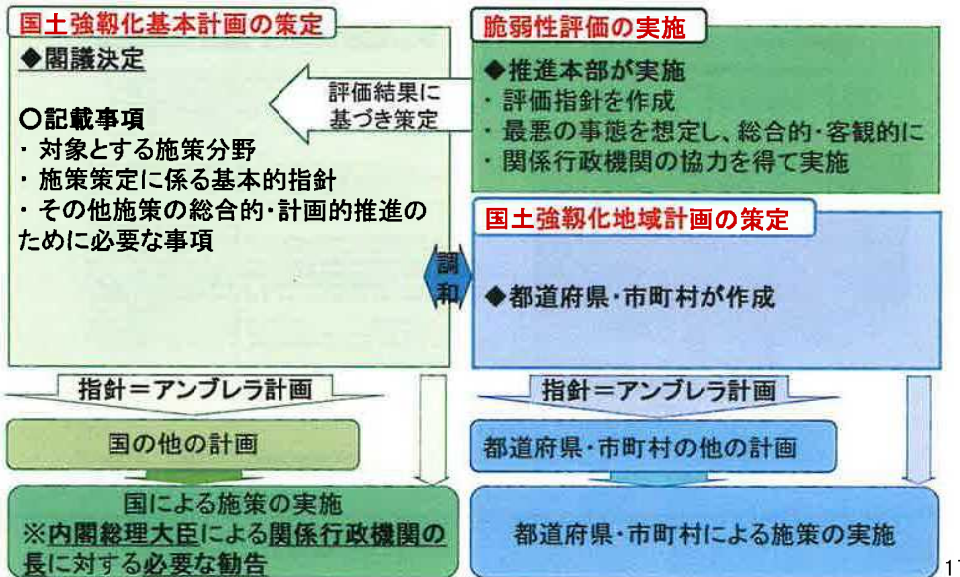 国土強靱化基本計画の策定
◆閣議決定
〇記載事項
・対象とする施策分野
・施策策定に係る基本的指針
・その他施策の総合的・計画的推進の
ために必要な事項
評価結果に
基づき策定
脆弱性評価の実施
◆推進本部が実施
・評価指針を作成
・最悪の事態を想定し、総合的・客観的に
・関係行政機関の協力を得て実施
国土強靱化地域計画の策定
調
和
◆都道府県・市町村が作成
指針＝アンブレラ計画
国の他の計画
国による施策の実施
※内閣総理大臣による関係行政機関の
長に対する必要な勧告
指針＝アンブレラ計画
都道府県・市町村の他の計画
都道府県・市町村による施策の実施